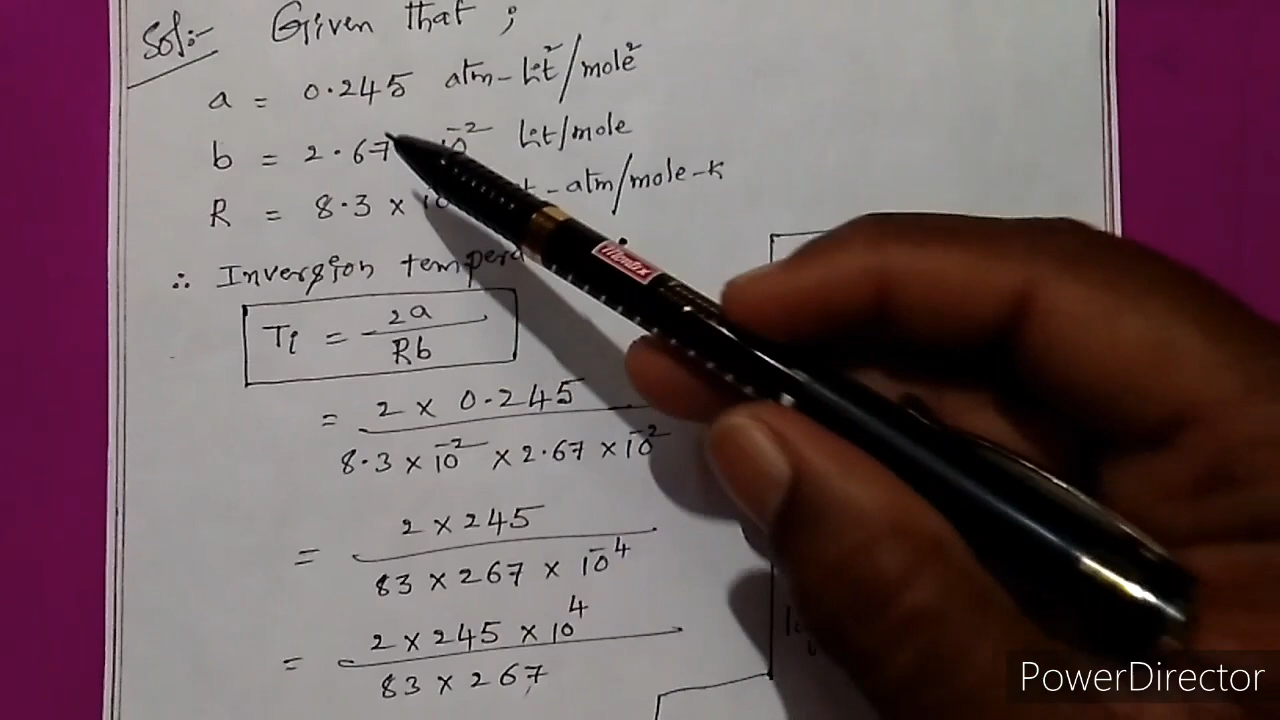 Sol:- Given that ;
a = 0.245 atm-Lit²/mole²
b = 2.67 10⁻² Lit/mole
R = 8.3 × 10 -atm/mole-K
∴ Inversion tempera
Ti = 2a / Rb
= 2 × 0.245 / 8.3 × 10⁻² × 2.67 × 10⁻²
= 2 × 245 / 83 × 267 × 10⁻⁴
= 2 × 245 × 10⁴ / 83 × 267
Montex
PowerDirector